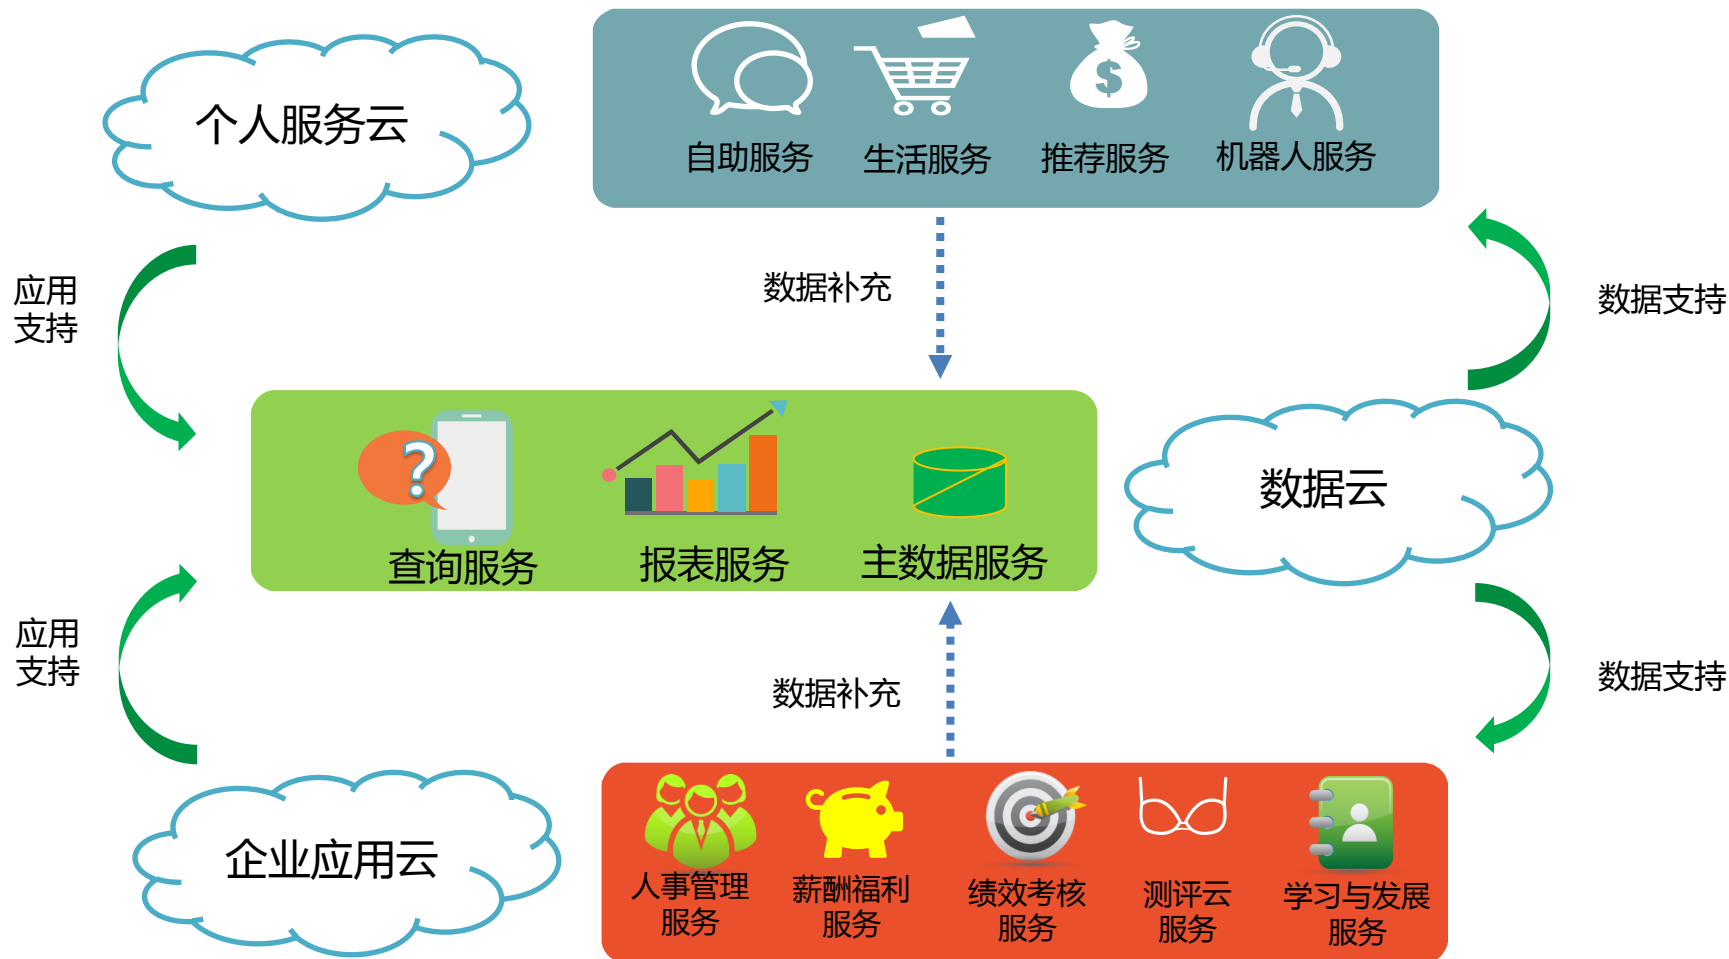 个人服务云
自助服务
生活服务
推荐服务
机器人服务
应用
支持
数据补充
数据支持
$
?
查询服务
报表服务
主数据服务
数据云
应用
支持
数据补充
数据支持
企业应用云
人事管理
服务
薪酬福利
服务
绩效考核
服务
测评云
服务
学习与发展
服务